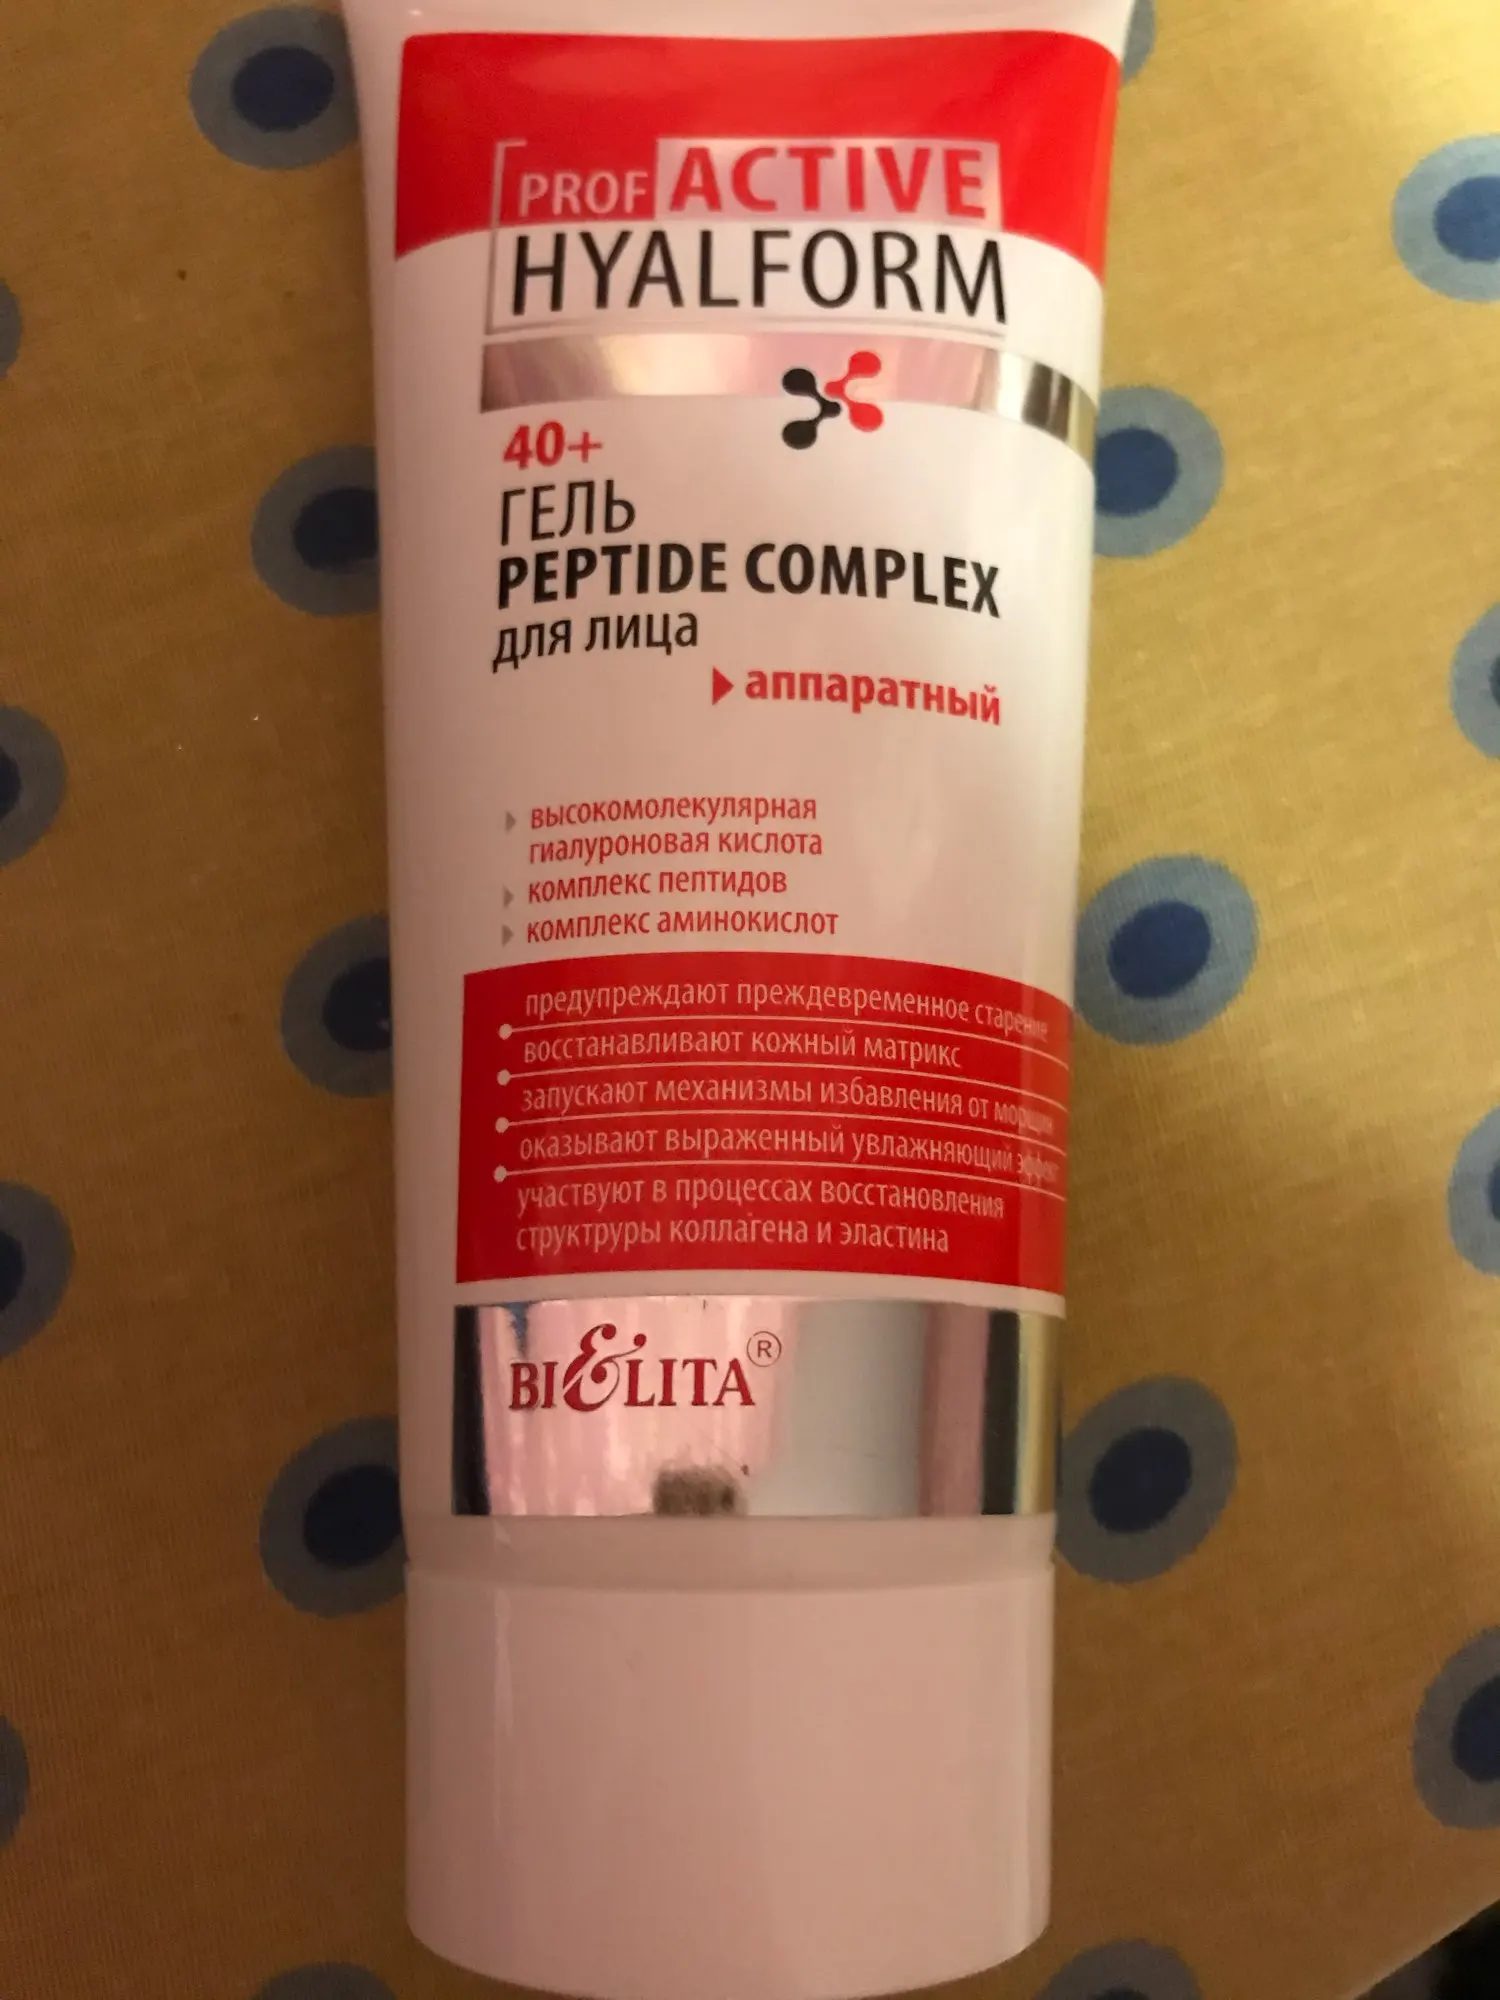 PROF ACTIVE
HYALFORM
40+
ГЕЛЬ
PEPTIDE COMPLEX
для лица
аппаратный
высокомолекулярная
гиалуроновая кислота
комплекс пептидов
комплекс аминокислот
предупреждают преждевременное старение
восстанавливают кожный матрикс
запускают механизмы избавления от морщин
оказывают выраженный увлажняющий эффект
участвуют в процессах восстановления
структруры коллагена и эластина
BI&LITA®